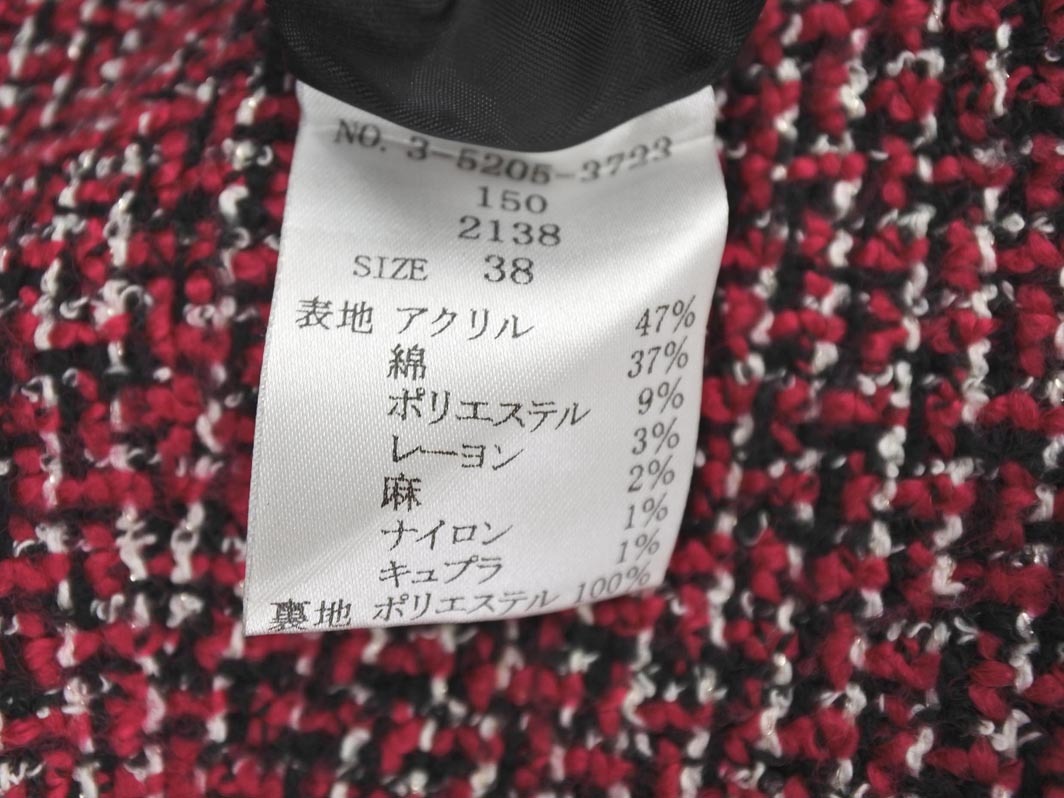 NO. 3-5205-3723
150
2138
SIZE 38
表地 アクリル 47%
綿 37%
ポリエステル 9%
レーヨン 3%
麻 2%
ナイロン 1%
キュプラ 1%
裏地 ポリエステル 100%